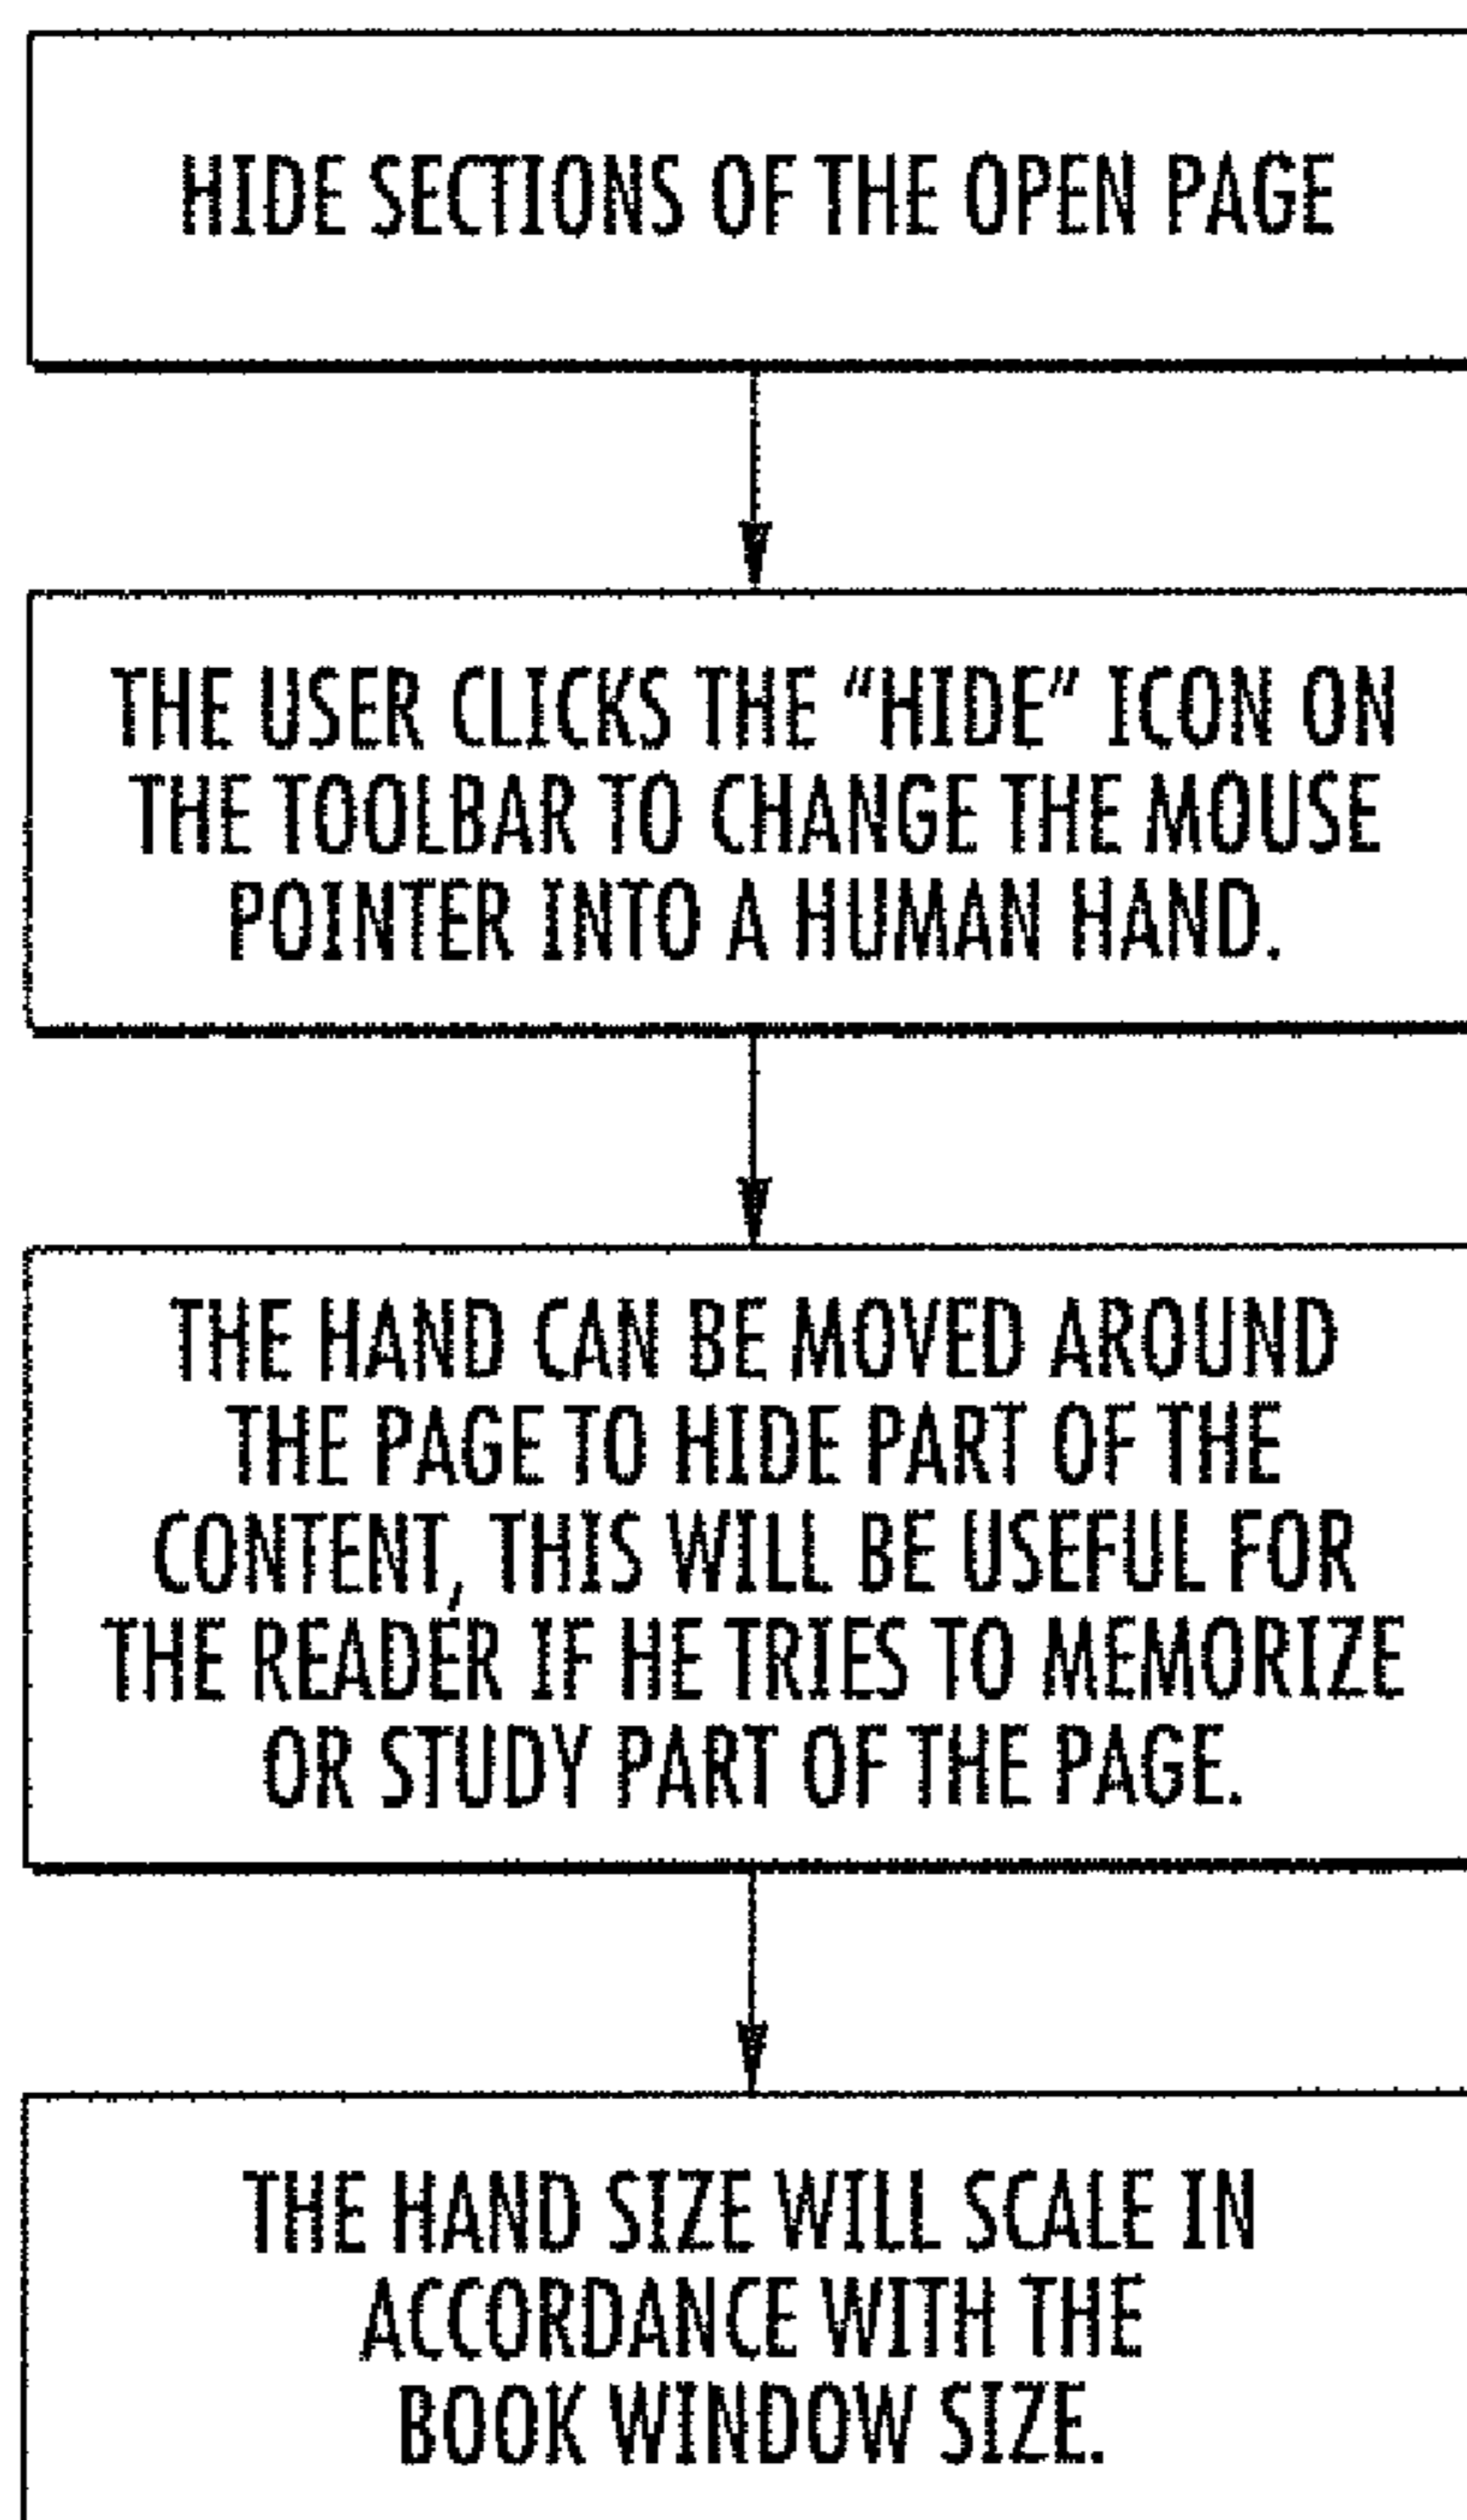 HIDE SECTIONS OF THE OPEN PAGE
THE USER CLICKS THE "HIDE" ICON ON
THE TOOLBAR TO CHANGE THE MOUSE
POINTER INTO A HUMAN HAND.
THE HAND CAN BE MOVED AROUND
THE PAGE TO HIDE PART OF THE
CONTENT, THIS WILL BE USEFUL FOR
THE READER IF HE TRIES TO MEMORIZE
OR STUDY PART OF THE PAGE.
THE HAND SIZE WILL SCALE IN
ACCORDANCE WITH THE
BOOK WINDOW SIZE.